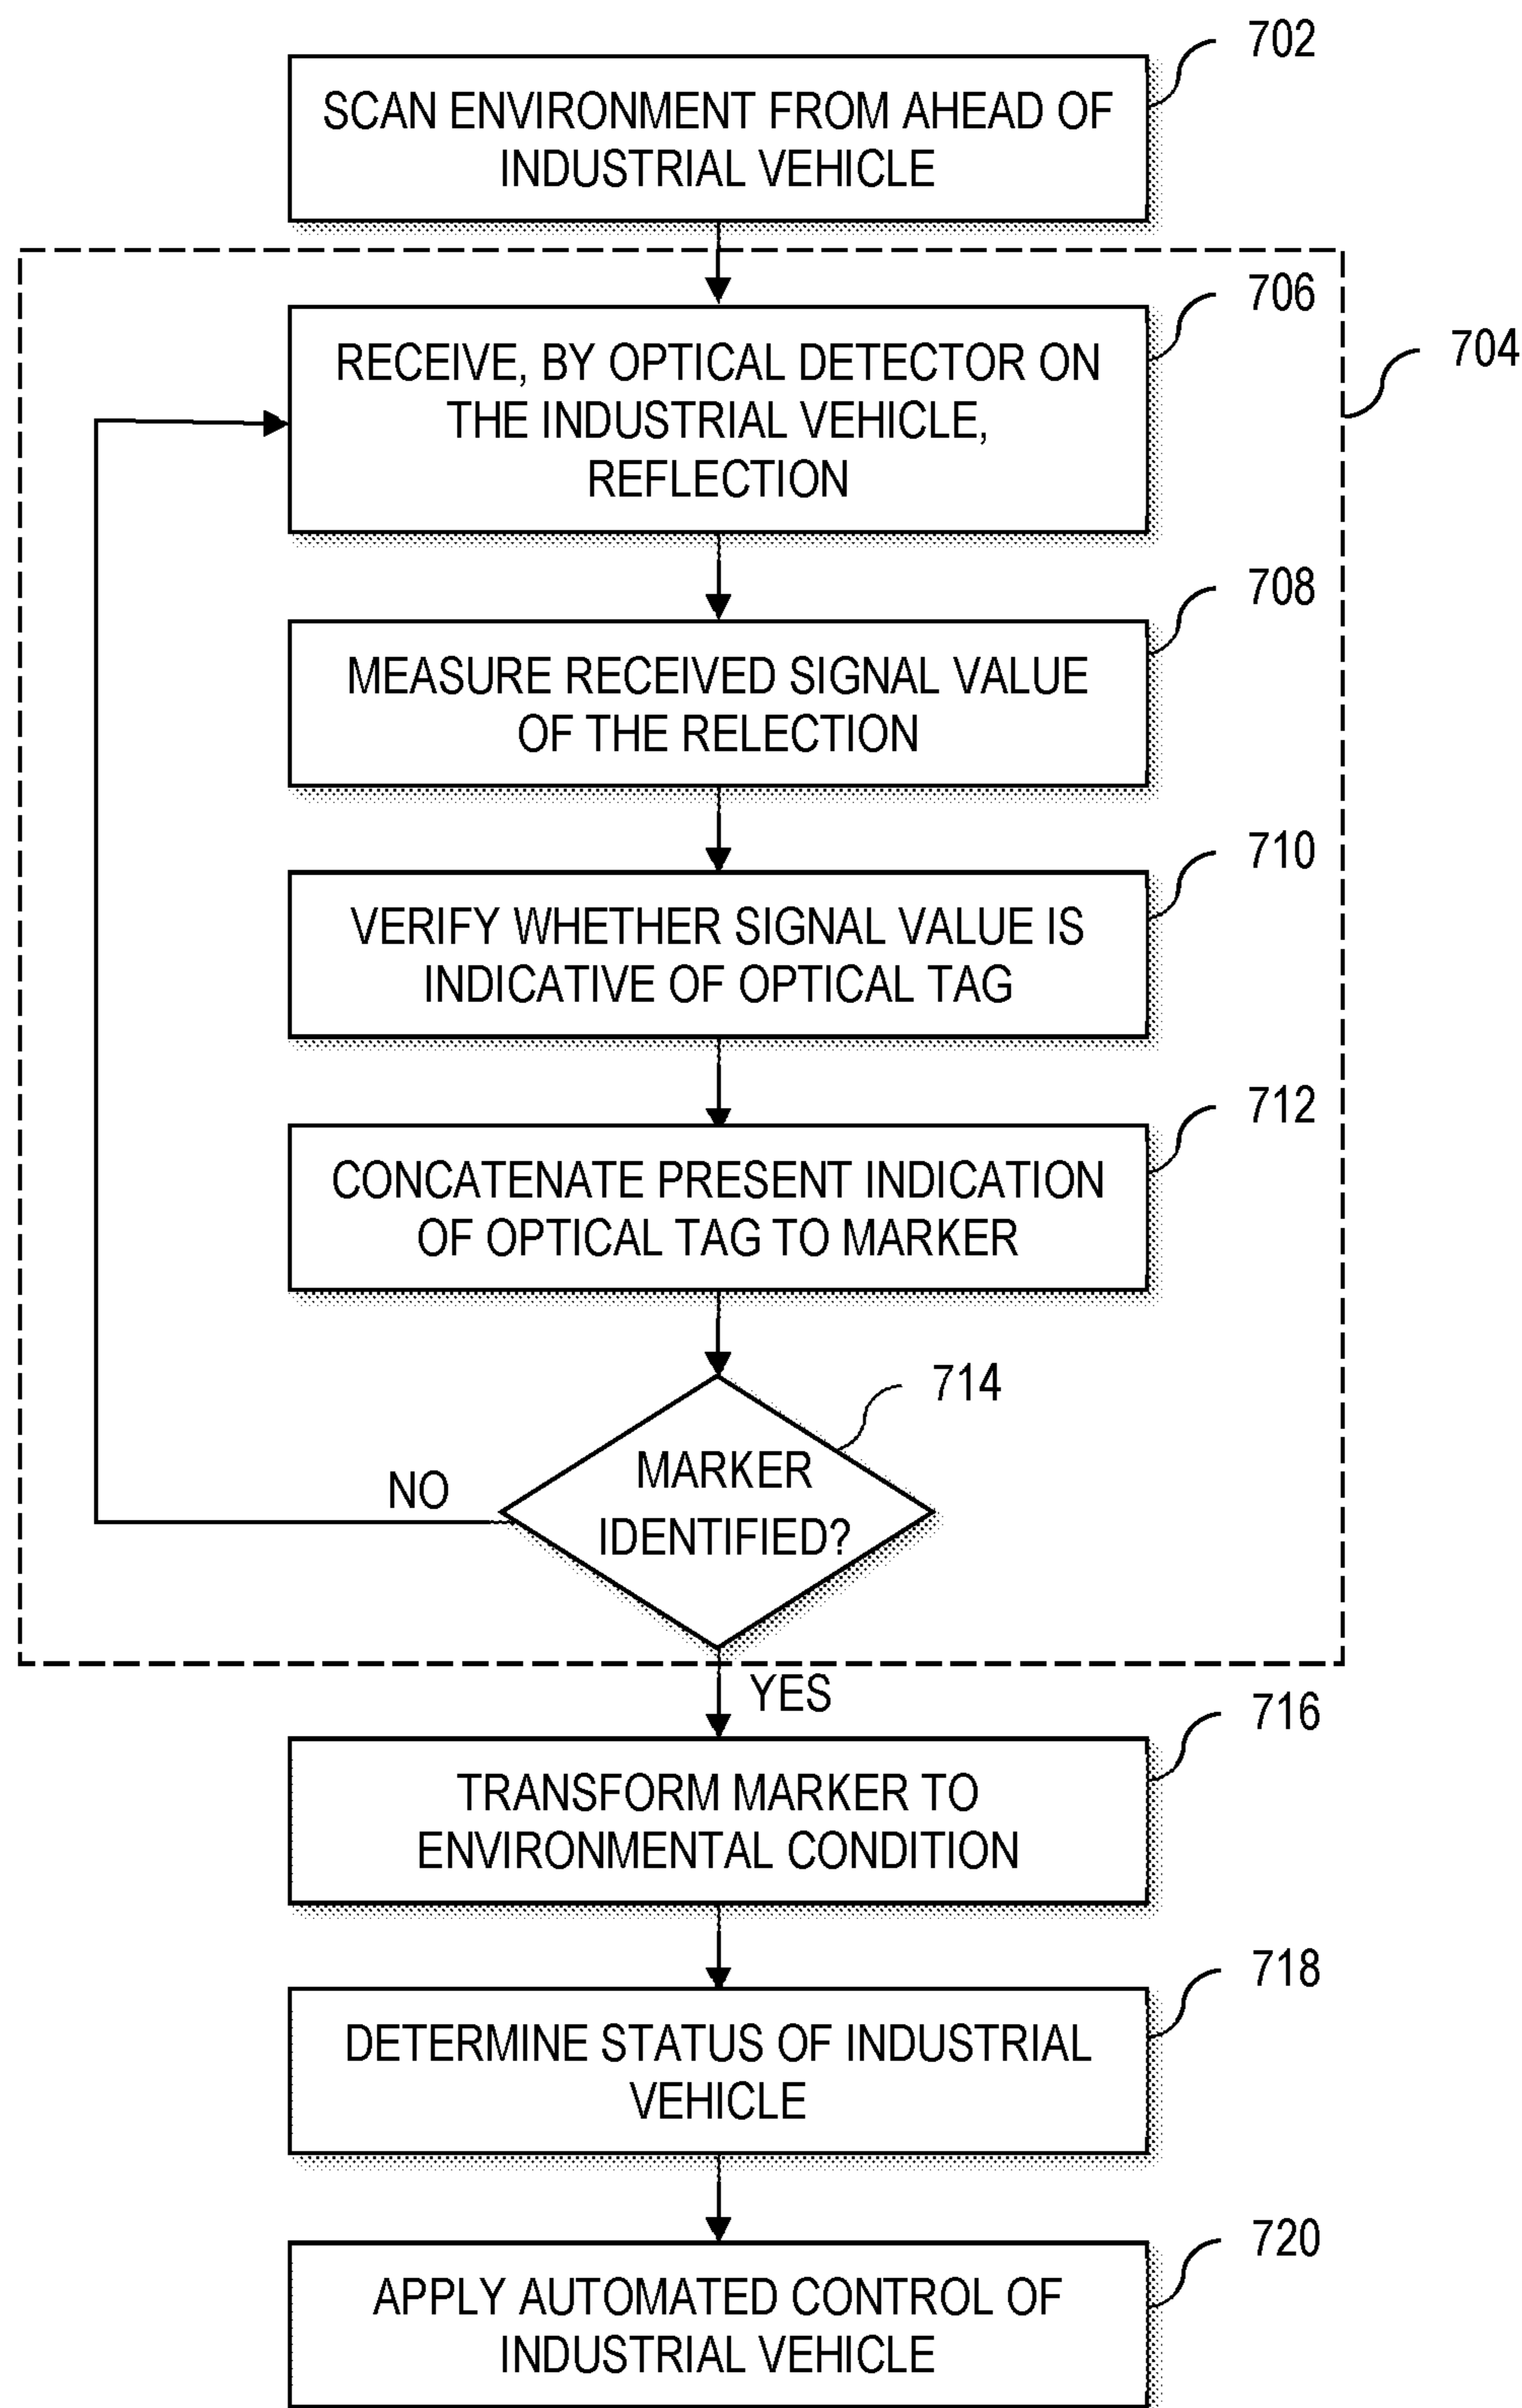 702
SCAN ENVIRONMENT FROM AHEAD OF
INDUSTRIAL VEHICLE
706
704
RECEIVE, BY OPTICAL DETECTOR ON
THE INDUSTRIAL VEHICLE,
REFLECTION
708
MEASURE RECEIVED SIGNAL VALUE
OF THE RELECTION
710
VERIFY WHETHER SIGNAL VALUE IS
INDICATIVE OF OPTICAL TAG
712
CONCATENATE PRESENT INDICATION
OF OPTICAL TAG TO MARKER
714
MARKER
IDENTIFIED?
NO
YES
716
TRANSFORM MARKER TO
ENVIRONMENTAL CONDITION
718
DETERMINE STATUS OF INDUSTRIAL
VEHICLE
720
APPLY AUTOMATED CONTROL OF
INDUSTRIAL VEHICLE